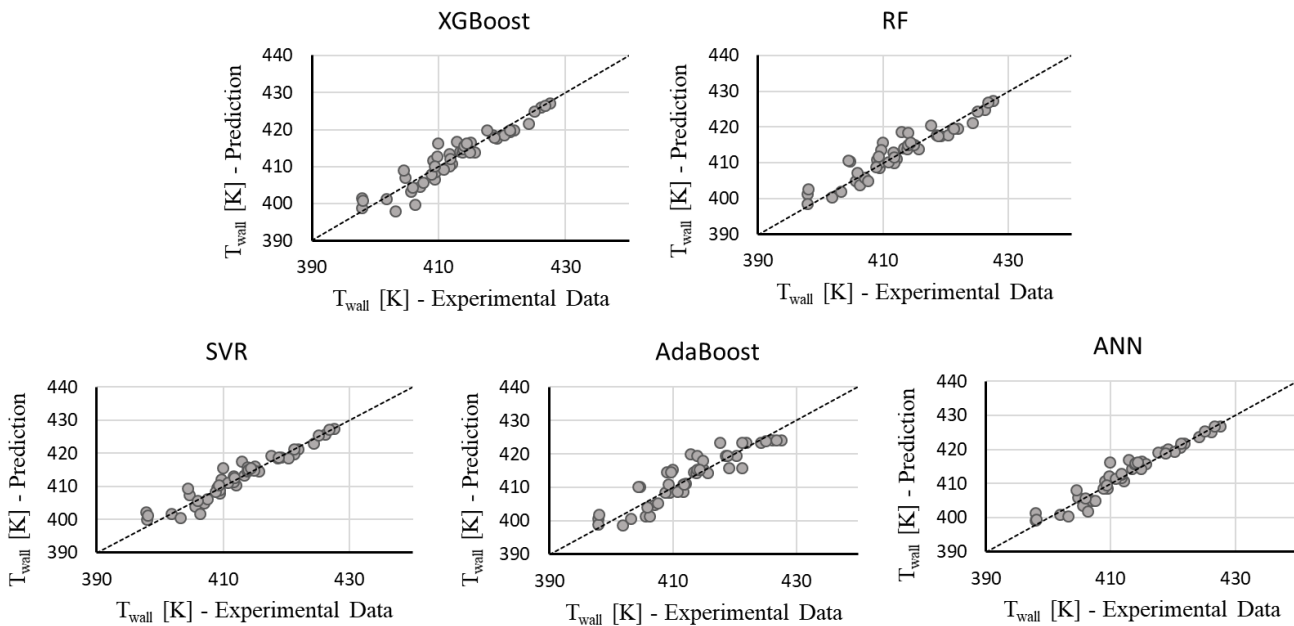 XGBoost
440
430
420
410
400
390
390 410 430
T_wall [K] - Prediction
T_wall [K] - Experimental Data
RF
440
430
420
410
400
390
390 410 430
T_wall [K] - Prediction
T_wall [K] - Experimental Data
SVR
440
430
420
410
400
390
390 410 430
T_wall [K] - Prediction
T_wall [K] - Experimental Data
AdaBoost
440
430
420
410
400
390
390 410 430
T_wall [K] - Prediction
T_wall [K] - Experimental Data
ANN
440
430
420
410
400
390
390 410 430
T_wall [K] - Prediction
T_wall [K] - Experimental Data